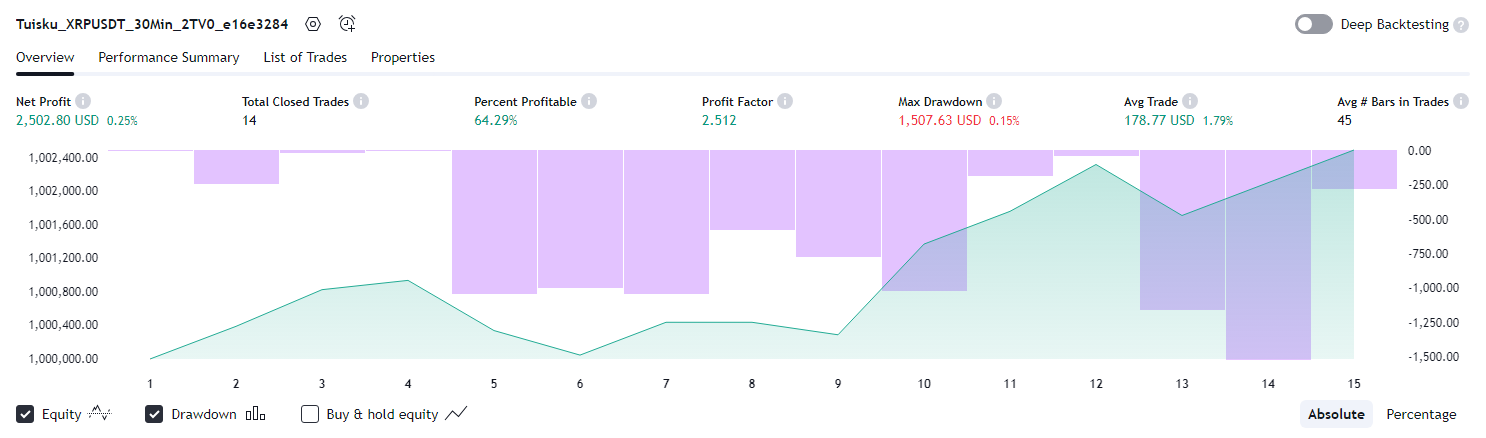 Tuisku_XRPUSDT_30Min_2TV0_e16e3284 Deep Backtesting ?
Overview Performance Summary List of Trades Properties
Net Profit i Total Closed Trades i Percent Profitable i Profit Factor i Max Drawdown i Avg Trade i Avg # Bars in Trades i
2,502.80 USD 0.25% 14 64.29% 2.512 1,507.63 USD 0.15% 178.77 USD 1.79% 45
1,002,400.00 0.00
1,002,000.00 -250.00
1,001,600.00 -500.00
1,001,200.00 -750.00
1,000,800.00 -1,000.00
1,000,400.00 -1,250.00
1,000,000.00 -1,500.00
1 2 3 4 5 6 7 8 9 10 11 12 13 14 15
Equity Drawdown Buy & hold equity Absolute Percentage